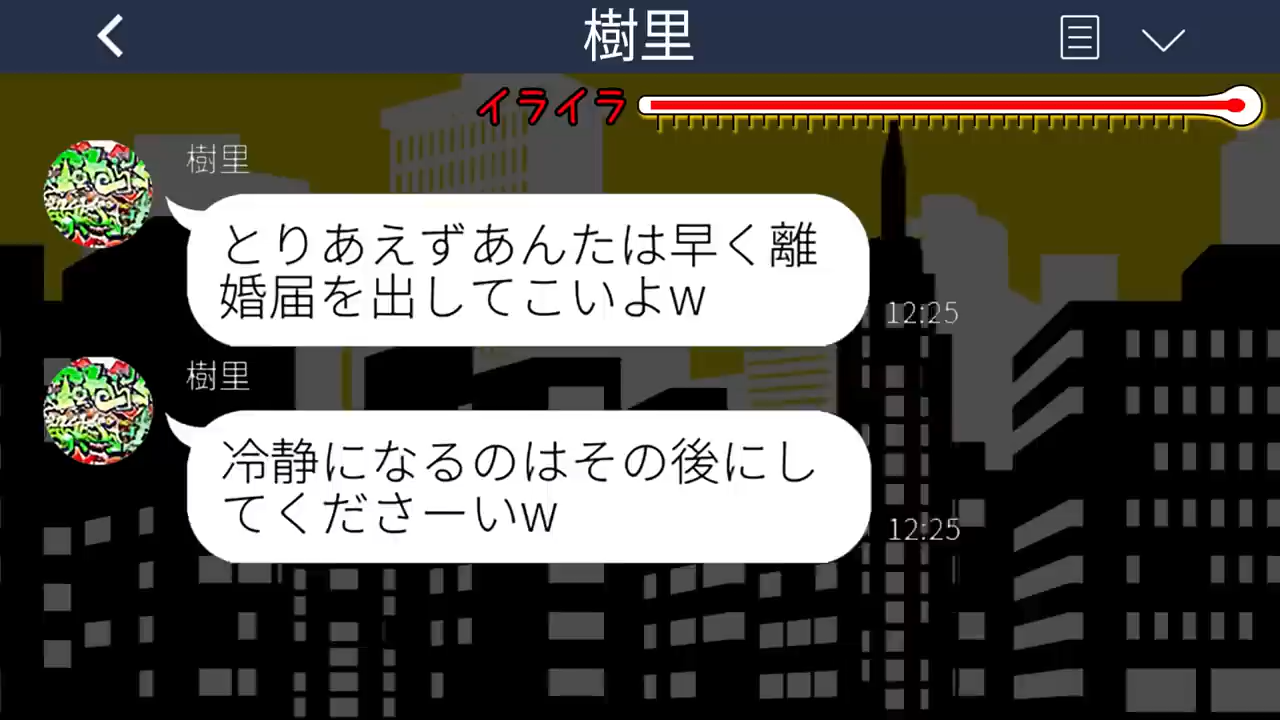 樹里
イライラ
樹里
とりあえずあんたは早く離
婚届を出してこいよw
12:25
樹里
冷静になるのはその後にし
てくださーいw
12:25